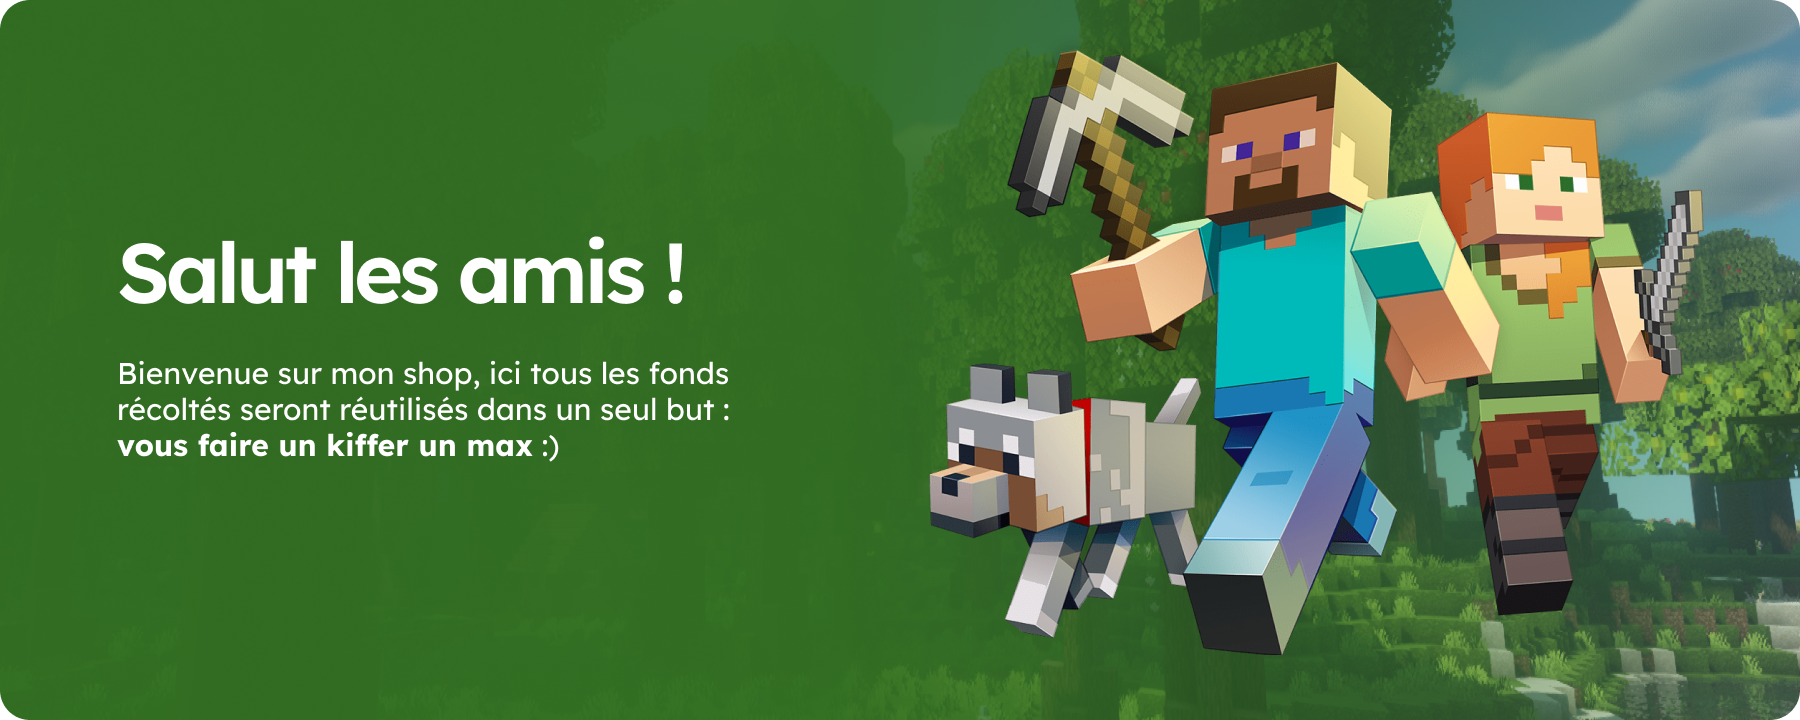 Salut les amis !
Bienvenue sur mon shop, ici tous les fonds
récoltés seront réutilisés dans un seul but :
vous faire un kiffer un max :)